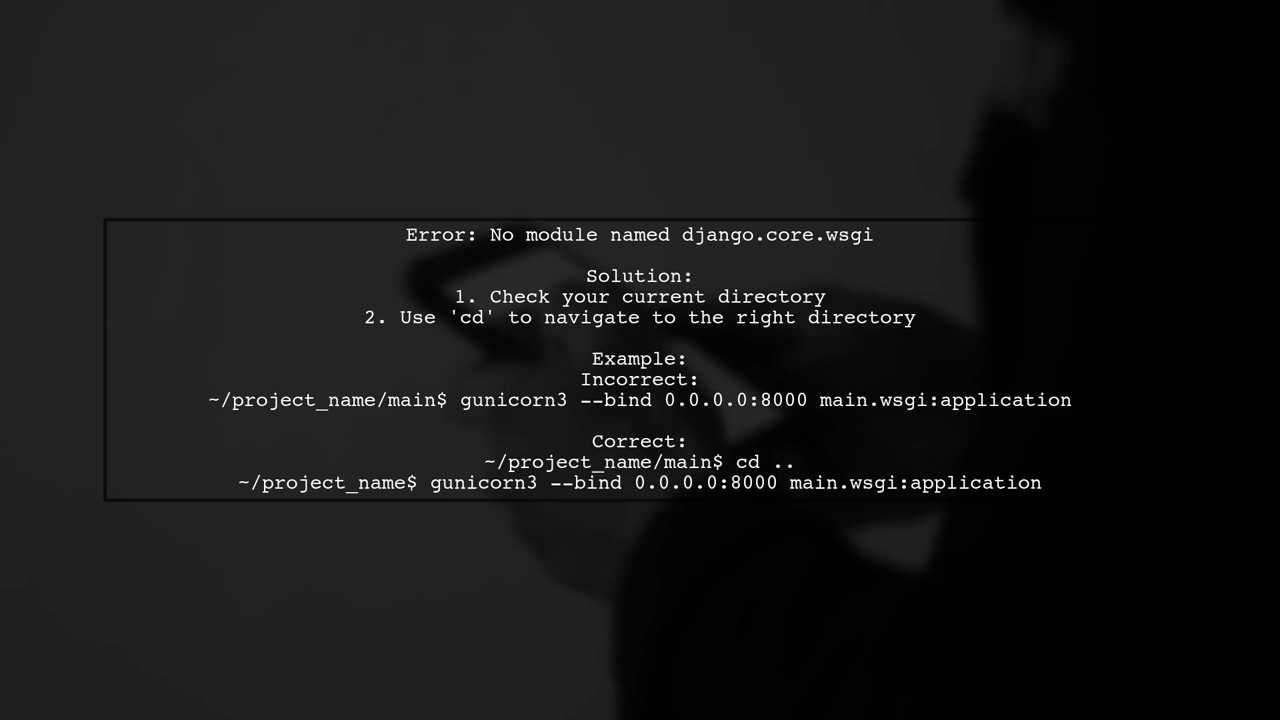 Error: No module named django.core.wsgi
Solution:
1. Check your current directory
2. Use 'cd' to navigate to the right directory
Example:
Incorrect:
~/project_name/main$ gunicorn3 --bind 0.0.0.0:8000 main.wsgi:application
Correct:
~/project_name/main$ cd ..
~/project_name$ gunicorn3 --bind 0.0.0.0:8000 main.wsgi:application